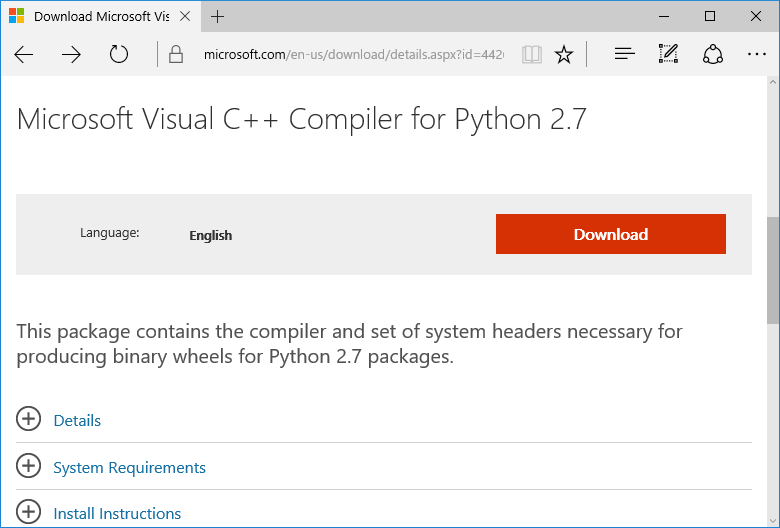 Download Microsoft Vis
microsoft.com/en-us/download/details.aspx?id=442
Microsoft Visual C++ Compiler for Python 2.7
Language:
English
Download
This package contains the compiler and set of system headers necessary for
producing binary wheels for Python 2.7 packages.
Details
System Requirements
Install Instructions